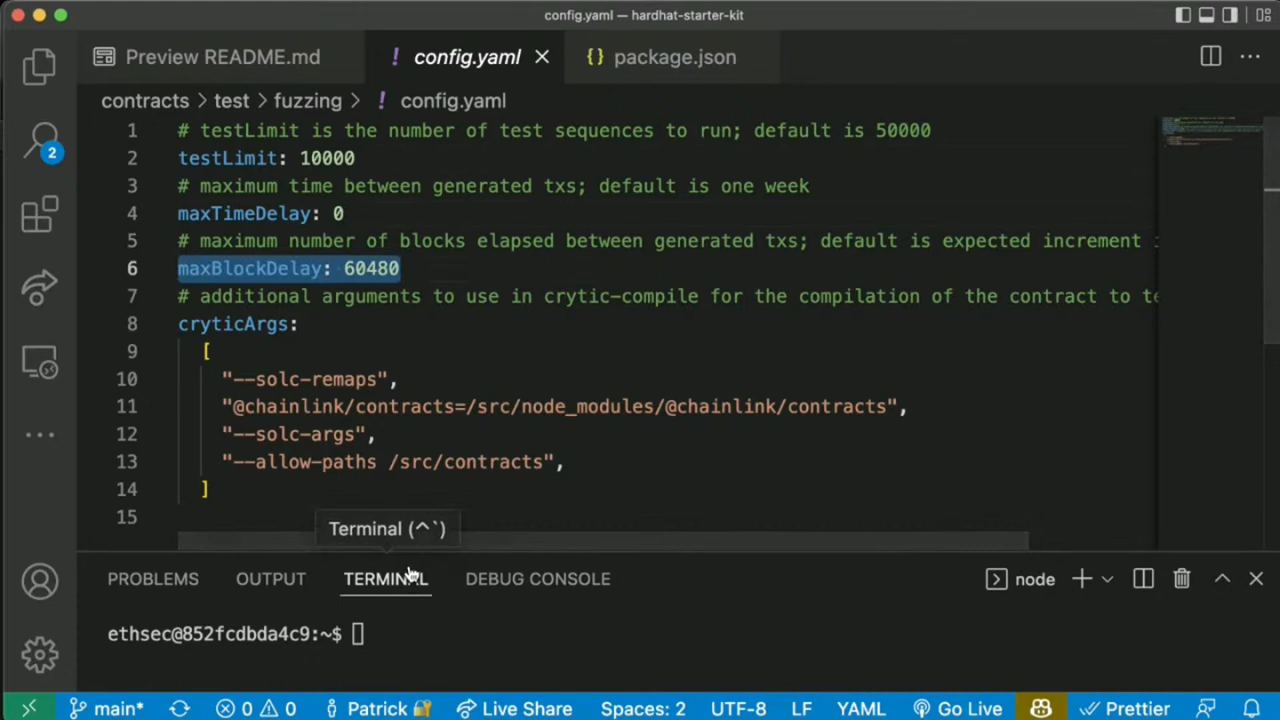 config.yaml — hardhat-starter-kit
Preview README.md
! config.yaml
{} package.json
contracts > test > fuzzing > ! config.yaml
1 # testLimit is the number of test sequences to run; default is 50000
2 testLimit: 10000
3 # maximum time between generated txs; default is one week
4 maxTimeDelay: 0
5 # maximum number of blocks elapsed between generated txs; default is expected increment
6 maxBlockDelay: 60480
7 # additional arguments to use in crytic-compile for the compilation of the contract to te
8 cryticArgs:
9 [
10 "--solc-remaps",
11 "@chainlink/contracts=/src/node_modules/@chainlink/contracts",
12 "--solc-args",
13 "--allow-paths /src/contracts",
14 ]
15
2
Terminal (^`)
PROBLEMS OUTPUT TERMINAL DEBUG CONSOLE node
ethsec@852fcdbda4c9:~$
main* 0 0 Patrick Live Share Spaces: 2 UTF-8 LF YAML Go Live Prettier